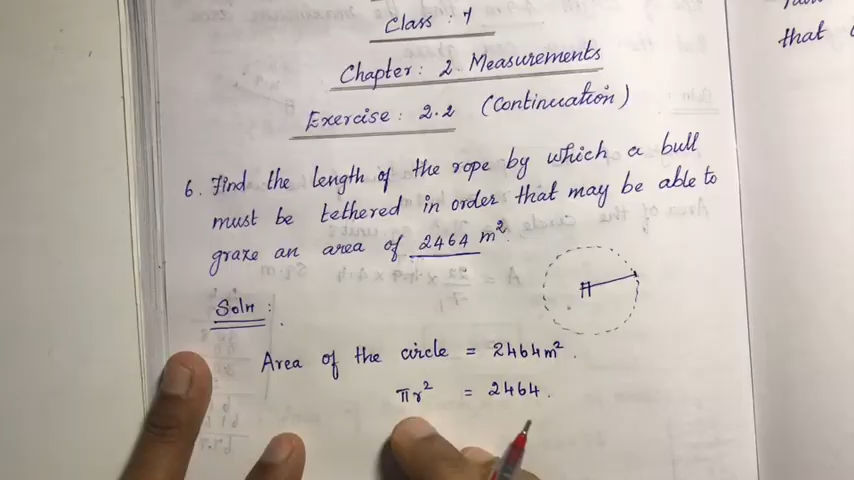 Class : 7
Chapter : 2. Measurements
Exercise : 2.2 (Continuation)
6. Find the length of the rope by which a bull
must be tethered in order that may be able to
graze an area of 2464 m².
Soln :
Area of the circle = 2464m².
πr² = 2464.
that